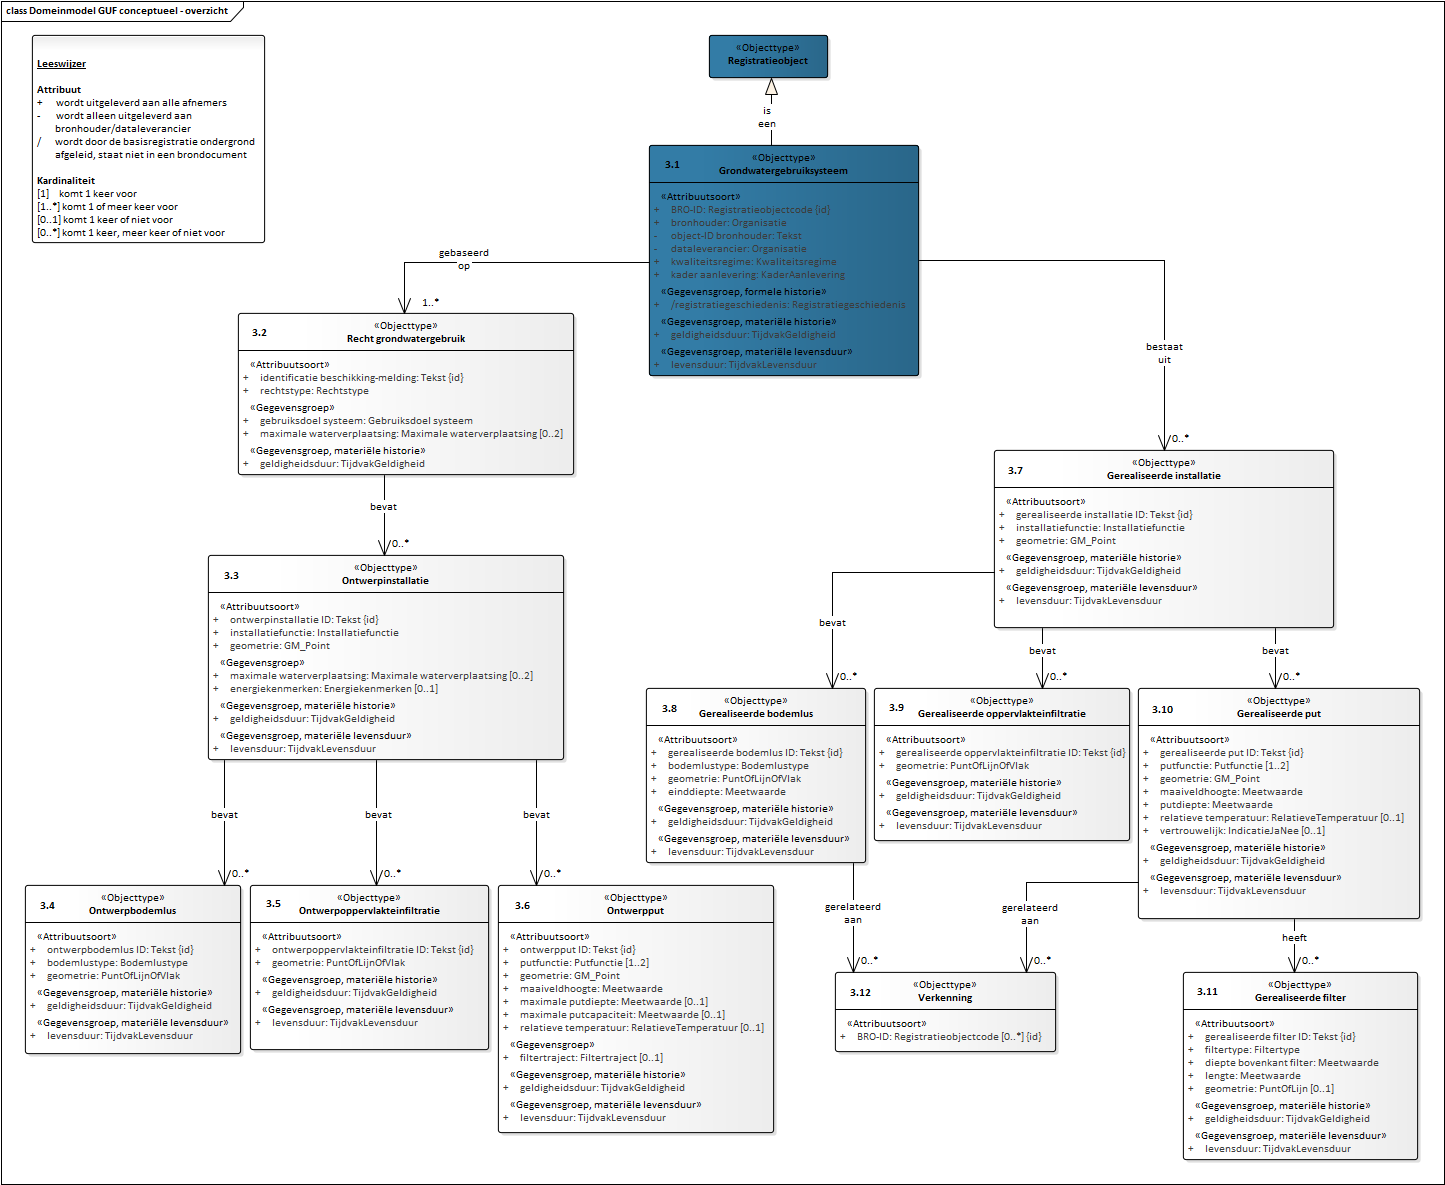 class Domeinmodel GUF conceptueel - overzicht
Leeswijzer
Attribuut
+ wordt uitgeleverd aan alle afnemers
- wordt alleen uitgeleverd aan
bronhouder/dataleverancier
/ wordt door de basisregistratie ondergrond
afgeleid, staat niet in een brondocument
Kardinaliteit
[1] komt 1 keer voor
[1..*] komt 1 of meer keer voor
[0..1] komt 1 keer of niet voor
[0..*] komt 1 keer, meer keer of niet voor
«Objecttype»
Registratieobject
is
een
3.1
«Objecttype»
Grondwatergebruiksysteem
«Attribuutsoort»
+ BRO-ID: Registratieobjectcode {id}
+ bronhouder: Organisatie
- object-ID bronhouder: Tekst
- dataleverancier: Organisatie
+ kwaliteitsregime: Kwaliteitsregime
+ kader aanlevering: KaderAanlevering
«Gegevensgroep, formele historie»
+ /registratiegeschiedenis: Registratiegeschiedenis
«Gegevensgroep, materiële historie»
+ geldigheidsduur: TijdvakGeldigheid
«Gegevensgroep, materiële levensduur»
+ levensduur: TijdvakLevensduur
gebaseerd
op
1..*
3.2
«Objecttype»
Recht grondwatergebruik
«Attribuutsoort»
+ identificatie beschikking-melding: Tekst {id}
+ rechtstype: Rechtstype
«Gegevensgroep»
+ gebruiksdoel systeem: Gebruiksdoel systeem
+ maximale waterverplaatsing: Maximale waterverplaatsing [0..2]
«Gegevensgroep, materiële historie»
+ geldigheidsduur: TijdvakGeldigheid
bevat
0..*
3.3
«Objecttype»
Ontwerpinstallatie
«Attribuutsoort»
+ ontwerpinstallatie ID: Tekst {id}
+ installatiefunctie: Installatiefunctie
+ geometrie: GM_Point
«Gegevensgroep»
+ maximale waterverplaatsing: Maximale waterverplaatsing [0..2]
+ energiekenmerken: Energiekenmerken [0..1]
«Gegevensgroep, materiële historie»
+ geldigheidsduur: TijdvakGeldigheid
«Gegevensgroep, materiële levensduur»
+ levensduur: TijdvakLevensduur
bevat
0..*
bevat
0..*
bevat
0..*
3.4
«Objecttype»
Ontwerpbodemlus
«Attribuutsoort»
+ ontwerpbodemlus ID: Tekst {id}
+ bodemlustype: Bodemlustype
+ geometrie: PuntOfLijnOfVlak
«Gegevensgroep, materiële historie»
+ geldigheidsduur: TijdvakGeldigheid
«Gegevensgroep, materiële levensduur»
+ levensduur: TijdvakLevensduur
3.5
«Objecttype»
Ontwerpoppervlakteinfiltratie
«Attribuutsoort»
+ ontwerpoppervlakteinfiltratie ID: Tekst {id}
+ geometrie: PuntOfLijnOfVlak
«Gegevensgroep, materiële historie»
+ geldigheidsduur: TijdvakGeldigheid
«Gegevensgroep, materiële levensduur»
+ levensduur: TijdvakLevensduur
3.6
«Objecttype»
Ontwerpput
«Attribuutsoort»
+ ontwerpput ID: Tekst {id}
+ putfunctie: Putfunctie [1..2]
+ geometrie: GM_Point
+ maaiveldhoogte: Meetwaarde
+ maximale putdiepte: Meetwaarde [0..1]
+ maximale putcapaciteit: Meetwaarde [0..1]
+ relatieve temperatuur: RelatieveTemperatuur [0..1]
«Gegevensgroep»
+ filtertraject: Filtertraject [0..1]
«Gegevensgroep, materiële historie»
+ geldigheidsduur: TijdvakGeldigheid
«Gegevensgroep, materiële levensduur»
+ levensduur: TijdvakLevensduur
bestaat
uit
0..*
3.7
«Objecttype»
Gerealiseerde installatie
«Attribuutsoort»
+ gerealiseerde installatie ID: Tekst {id}
+ installatiefunctie: Installatiefunctie
+ geometrie: GM_Point
«Gegevensgroep, materiële historie»
+ geldigheidsduur: TijdvakGeldigheid
«Gegevensgroep, materiële levensduur»
+ levensduur: TijdvakLevensduur
bevat
0..*
bevat
0..*
bevat
0..*
3.8
«Objecttype»
Gerealiseerde bodemlus
«Attribuutsoort»
+ gerealiseerde bodemlus ID: Tekst {id}
+ bodemlustype: Bodemlustype
+ geometrie: PuntOfLijnOfVlak
+ einddiepte: Meetwaarde
«Gegevensgroep, materiële historie»
+ geldigheidsduur: TijdvakGeldigheid
«Gegevensgroep, materiële levensduur»
+ levensduur: TijdvakLevensduur
3.9
«Objecttype»
Gerealiseerde oppervlakteinfiltratie
«Attribuutsoort»
+ gerealiseerde oppervlakteinfiltratie ID: Tekst {id}
+ geometrie: PuntOfLijnOfVlak
«Gegevensgroep, materiële historie»
+ geldigheidsduur: TijdvakGeldigheid
«Gegevensgroep, materiële levensduur»
+ levensduur: TijdvakLevensduur
3.10
«Objecttype»
Gerealiseerde put
«Attribuutsoort»
+ gerealiseerde put ID: Tekst {id}
+ putfunctie: Putfunctie [1..2]
+ geometrie: GM_Point
+ maaiveldhoogte: Meetwaarde
+ putdiepte: Meetwaarde
+ relatieve temperatuur: RelatieveTemperatuur [0..1]
+ vertrouwelijk: IndicatieJaNee [0..1]
«Gegevensgroep, materiële historie»
+ geldigheidsduur: TijdvakGeldigheid
«Gegevensgroep, materiële levensduur»
+ levensduur: TijdvakLevensduur
gerelateerd
aan
0..*
gerelateerd
aan
0..*
heeft
0..*
3.12
«Objecttype»
Verkenning
«Attribuutsoort»
+ BRO-ID: Registratieobjectcode [0..*] {id}
3.11
«Objecttype»
Gerealiseerde filter
«Attribuutsoort»
+ gerealiseerde filter ID: Tekst {id}
+ filtertype: Filtertype
+ diepte bovenkant filter: Meetwaarde
+ lengte: Meetwaarde
+ geometrie: PuntOfLijn [0..1]
«Gegevensgroep, materiële historie»
+ geldigheidsduur: TijdvakGeldigheid
«Gegevensgroep, materiële levensduur»
+ levensduur: TijdvakLevensduur